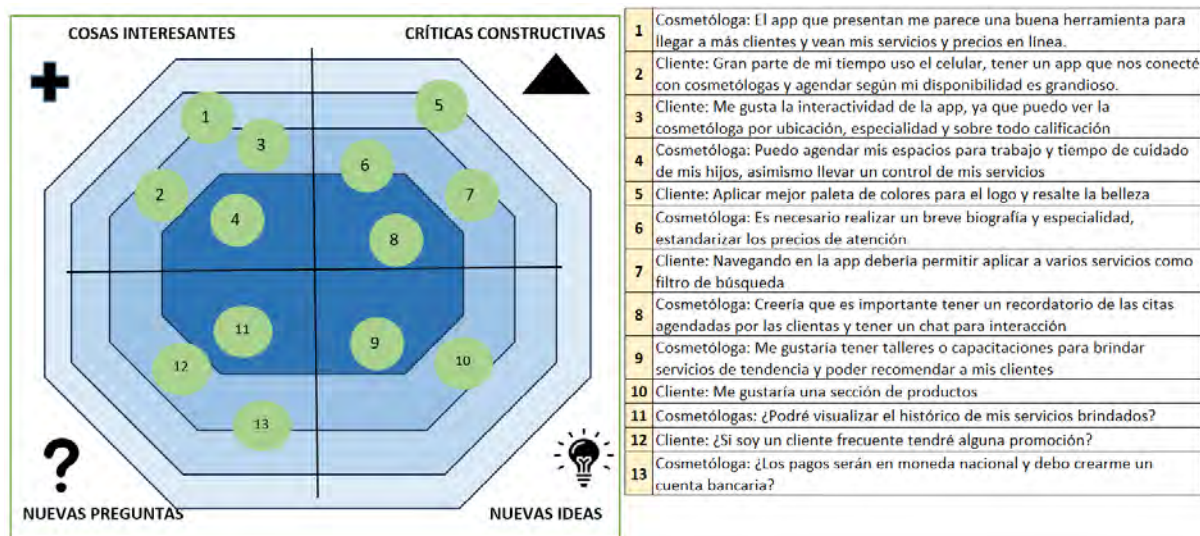 COSAS INTERESANTES
CRÍTICAS CONSTRUCTIVAS
1
2
3
4
5
6
7
8
9
10
11
12
13
NUEVAS PREGUNTAS
NUEVAS IDEAS
1 Cosmetóloga: El app que presentan me parece una buena herramienta para
llegar a más clientes y vean mis servicios y precios en línea.
2 Cliente: Gran parte de mi tiempo uso el celular, tener un app que nos conecté
con cosmetólogas y agendar según mi disponibilidad es grandioso.
3 Cliente: Me gusta la interactividad de la app, ya que puedo ver la
cosmetóloga por ubicación, especialidad y sobre todo calificación
4 Cosmetóloga: Puedo agendar mis espacios para trabajo y tiempo de cuidado
de mis hijos, asimismo llevar un control de mis servicios
5 Cliente: Aplicar mejor paleta de colores para el logo y resalte la belleza
6 Cosmetóloga: Es necesario realizar un breve biografía y especialidad,
estandarizar los precios de atención
7 Cliente: Navegando en la app debería permitir aplicar a varios servicios como
filtro de búsqueda
8 Cosmetóloga: Creería que es importante tener un recordatorio de las citas
agendadas por las clientas y tener un chat para interacción
9 Cosmetóloga: Me gustaría tener talleres o capacitaciones para brindar
servicios de tendencia y poder recomendar a mis clientes
10 Cliente: Me gustaría una sección de productos
11 Cosmetólogas: ¿Podré visualizar el histórico de mis servicios brindados?
12 Cliente: ¿Si soy un cliente frecuente tendré alguna promoción?
13 Cosmetóloga: ¿Los pagos serán en moneda nacional y debo crearme un
cuenta bancaria?